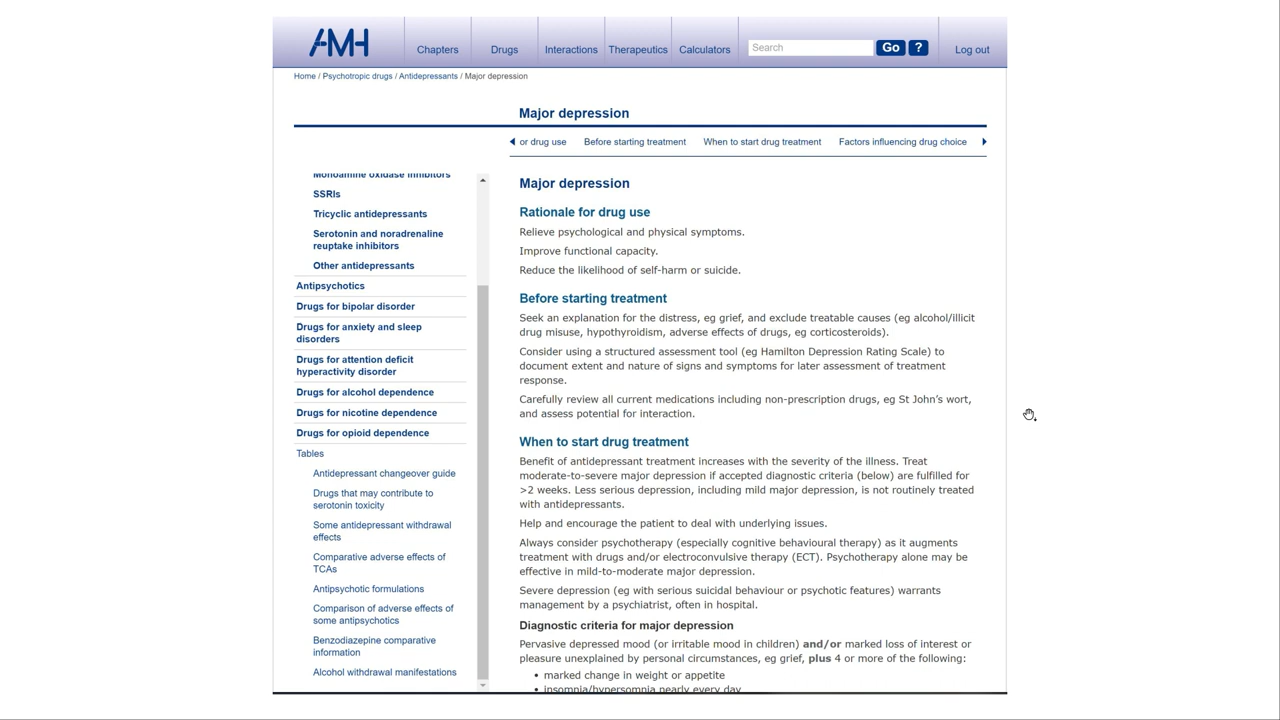 AMH
Chapters
Drugs
Interactions
Therapeutics
Calculators
Search
Go
?
Log out
Home / Psychotropic drugs / Antidepressants / Major depression
Major depression
or drug use
Before starting treatment
When to start drug treatment
Factors influencing drug choice
Monoamine oxidase inhibitors
SSRIs
Tricyclic antidepressants
Serotonin and noradrenaline
reuptake inhibitors
Other antidepressants
Antipsychotics
Drugs for bipolar disorder
Drugs for anxiety and sleep
disorders
Drugs for attention deficit
hyperactivity disorder
Drugs for alcohol dependence
Drugs for nicotine dependence
Drugs for opioid dependence
Tables
Antidepressant changeover guide
Drugs that may contribute to
serotonin toxicity
Some antidepressant withdrawal
effects
Comparative adverse effects of
TCAs
Antipsychotic formulations
Comparison of adverse effects of
some antipsychotics
Benzodiazepine comparative
information
Alcohol withdrawal manifestations
Major depression
Rationale for drug use
Relieve psychological and physical symptoms.
Improve functional capacity.
Reduce the likelihood of self-harm or suicide.
Before starting treatment
Seek an explanation for the distress, eg grief, and exclude treatable causes (eg alcohol/illicit
drug misuse, hypothyroidism, adverse effects of drugs, eg corticosteroids).
Consider using a structured assessment tool (eg Hamilton Depression Rating Scale) to
document extent and nature of signs and symptoms for later assessment of treatment
response.
Carefully review all current medications including non-prescription drugs, eg St John's wort,
and assess potential for interaction.
When to start drug treatment
Benefit of antidepressant treatment increases with the severity of the illness. Treat
moderate-to-severe major depression if accepted diagnostic criteria (below) are fulfilled for
>2 weeks. Less serious depression, including mild major depression, is not routinely treated
with antidepressants.
Help and encourage the patient to deal with underlying issues.
Always consider psychotherapy (especially cognitive behavioural therapy) as it augments
treatment with drugs and/or electroconvulsive therapy (ECT). Psychotherapy alone may be
effective in mild-to-moderate major depression.
Severe depression (eg with serious suicidal behaviour or psychotic features) warrants
management by a psychiatrist, often in hospital.
Diagnostic criteria for major depression
Pervasive depressed mood (or irritable mood in children) and/or marked loss of interest or
pleasure unexplained by personal circumstances, eg grief, plus 4 or more of the following:
• marked change in weight or appetite
• insomnia/hypersomnia nearly every day